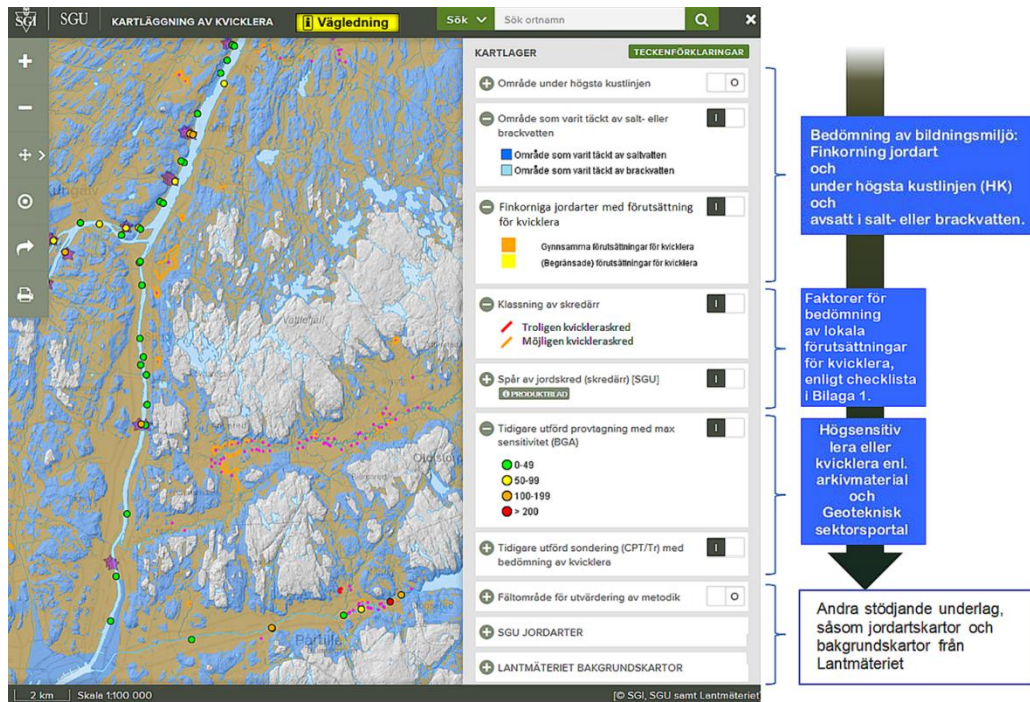 SGI SGU KARTLÄGGNING AV KVICKLERA Vägledning Sök Sök ortnamn
KARTLAGER TECKENFÖRKLARINGAR
Område under högsta kustlinjen O
Område som varit täckt av salt- eller I
brackvatten
Område som varit täckt av saltvatten
Område som varit täckt av brackvatten
Finkorniga jordarter med förutsättning I
för kvicklera
Gynnsamma förutsättningar för kvicklera
(Begränsade) förutsättningar för kvicklera
Klassning av skredärr I
Troligen kvickleraskred
Möjligen kvickleraskred
Spår av jordskred (skredärr) [SGU] I
PRODUKTBLAD
Tidigare utförd provtagning med max I
sensitivitet (BGA)
0-49
50-99
100-199
> 200
Tidigare utförd sondering (CPT/Tr) med I
bedömning av kvicklera
Fältområde för utvärdering av metodik O
SGU JORDARTER
LANTMÄTERIET BAKGRUNDSKARTOR
Vättlefjäll
Partille
2 km Skala 1:100 000 [© SGI, SGU samt Lantmäteriet]
Bedömning av bildningsmiljö:
Finkorning jordart
och
under högsta kustlinjen (HK)
och
avsatt i salt- eller brackvatten.
Faktorer för
bedömning
av lokala
förutsättningar
för kvicklera,
enligt checklista
i Bilaga 1.
Högsensitiv
lera eller
kvicklera enl.
arkivmaterial
och
Geoteknisk
sektorsportal
Andra stödjande underlag,
såsom jordartskartor och
bakgrundskartor från
Lantmäteriet